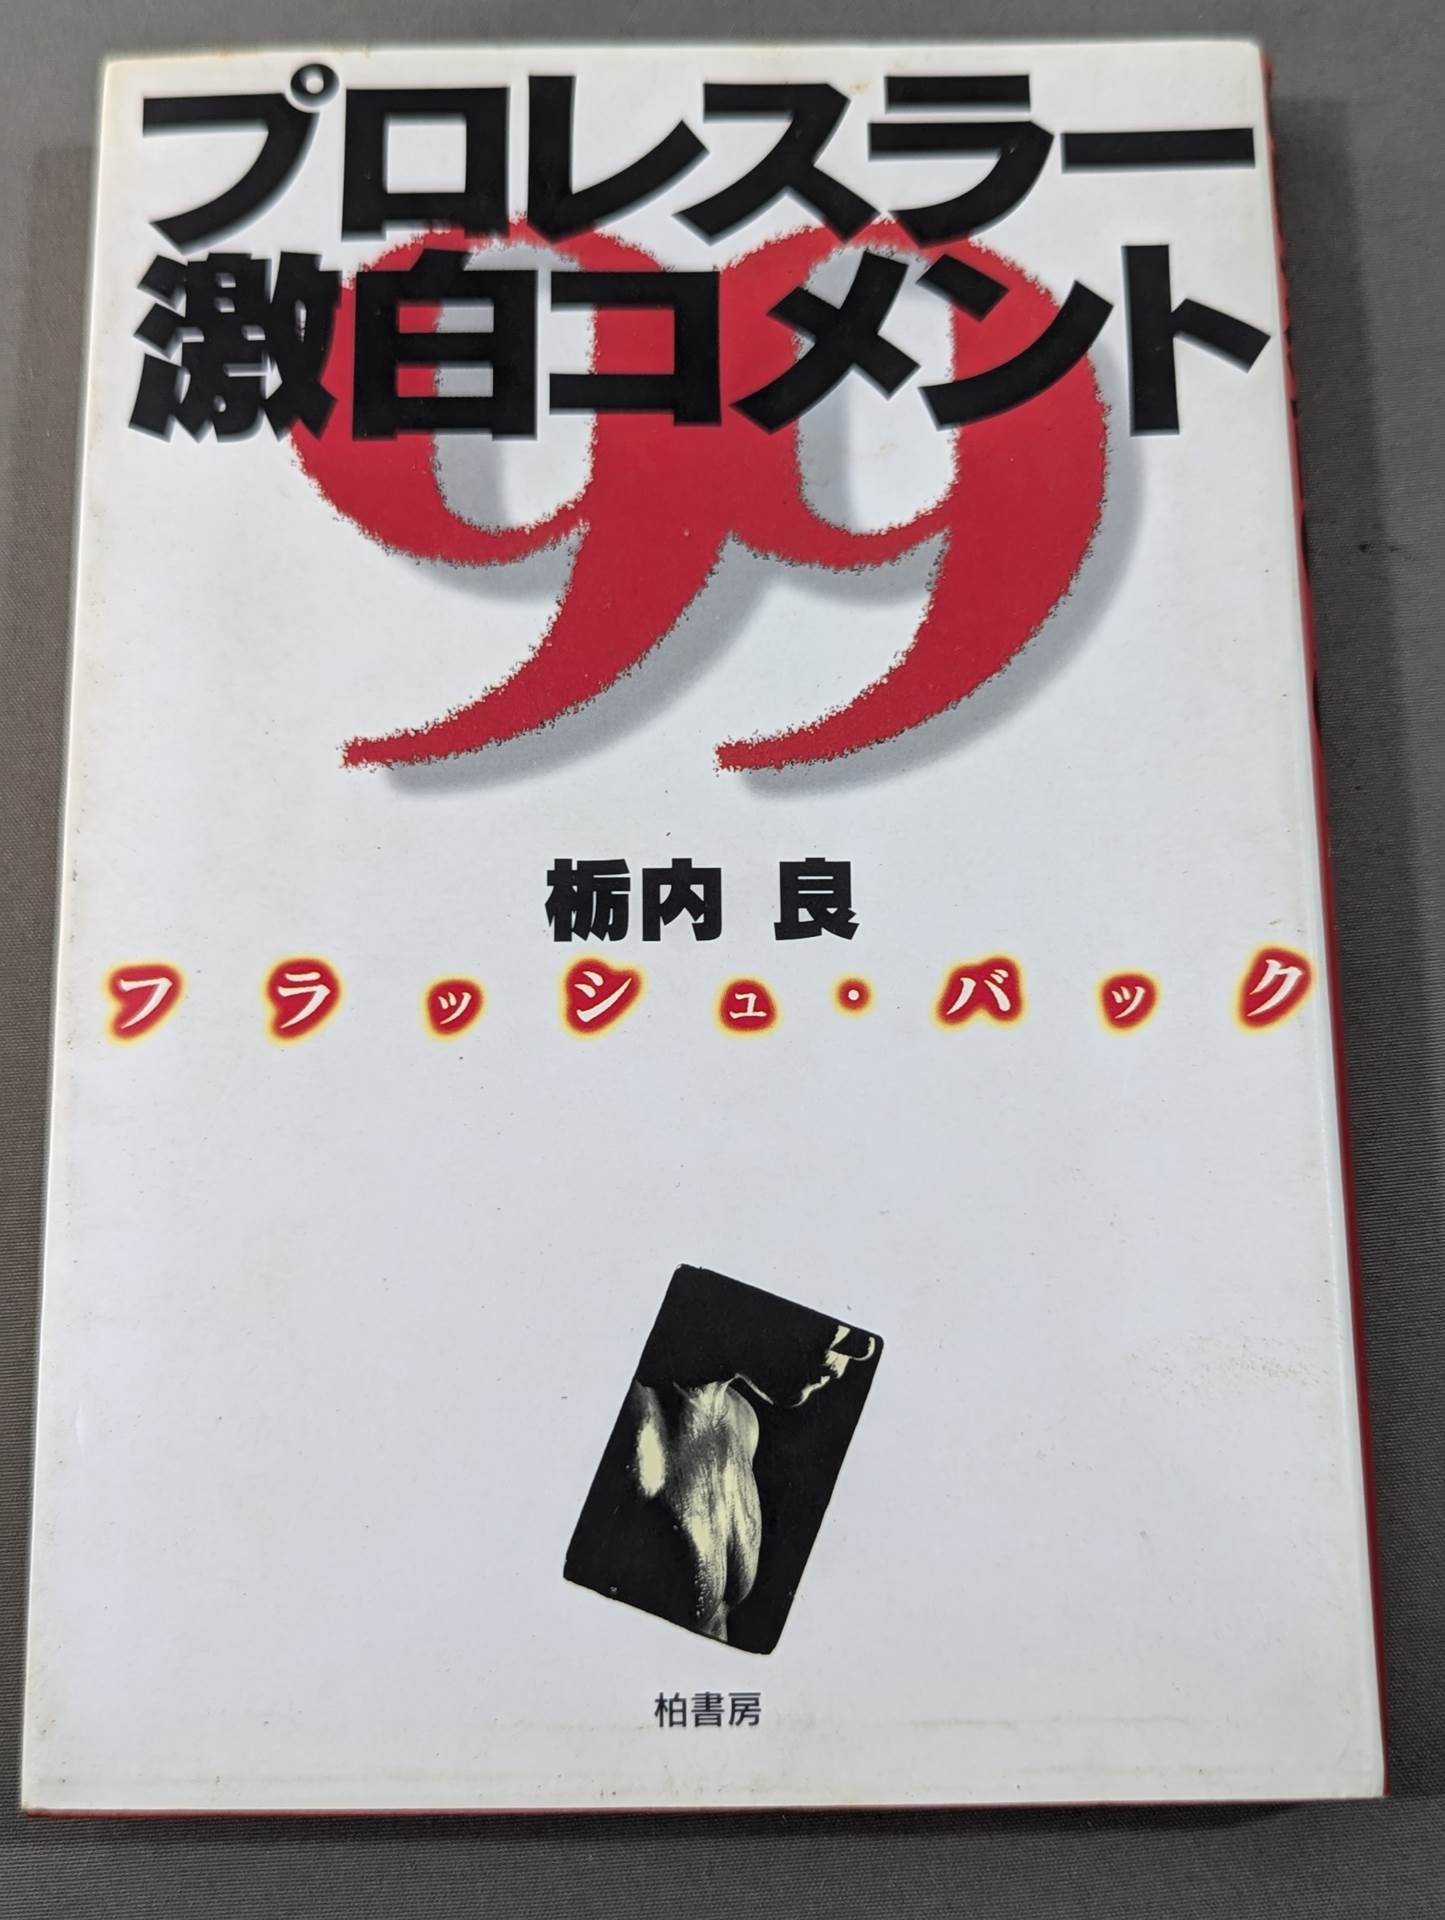 プロレスラー
激白コメント
99
栃内 良
フラッシュ・バック
柏書房